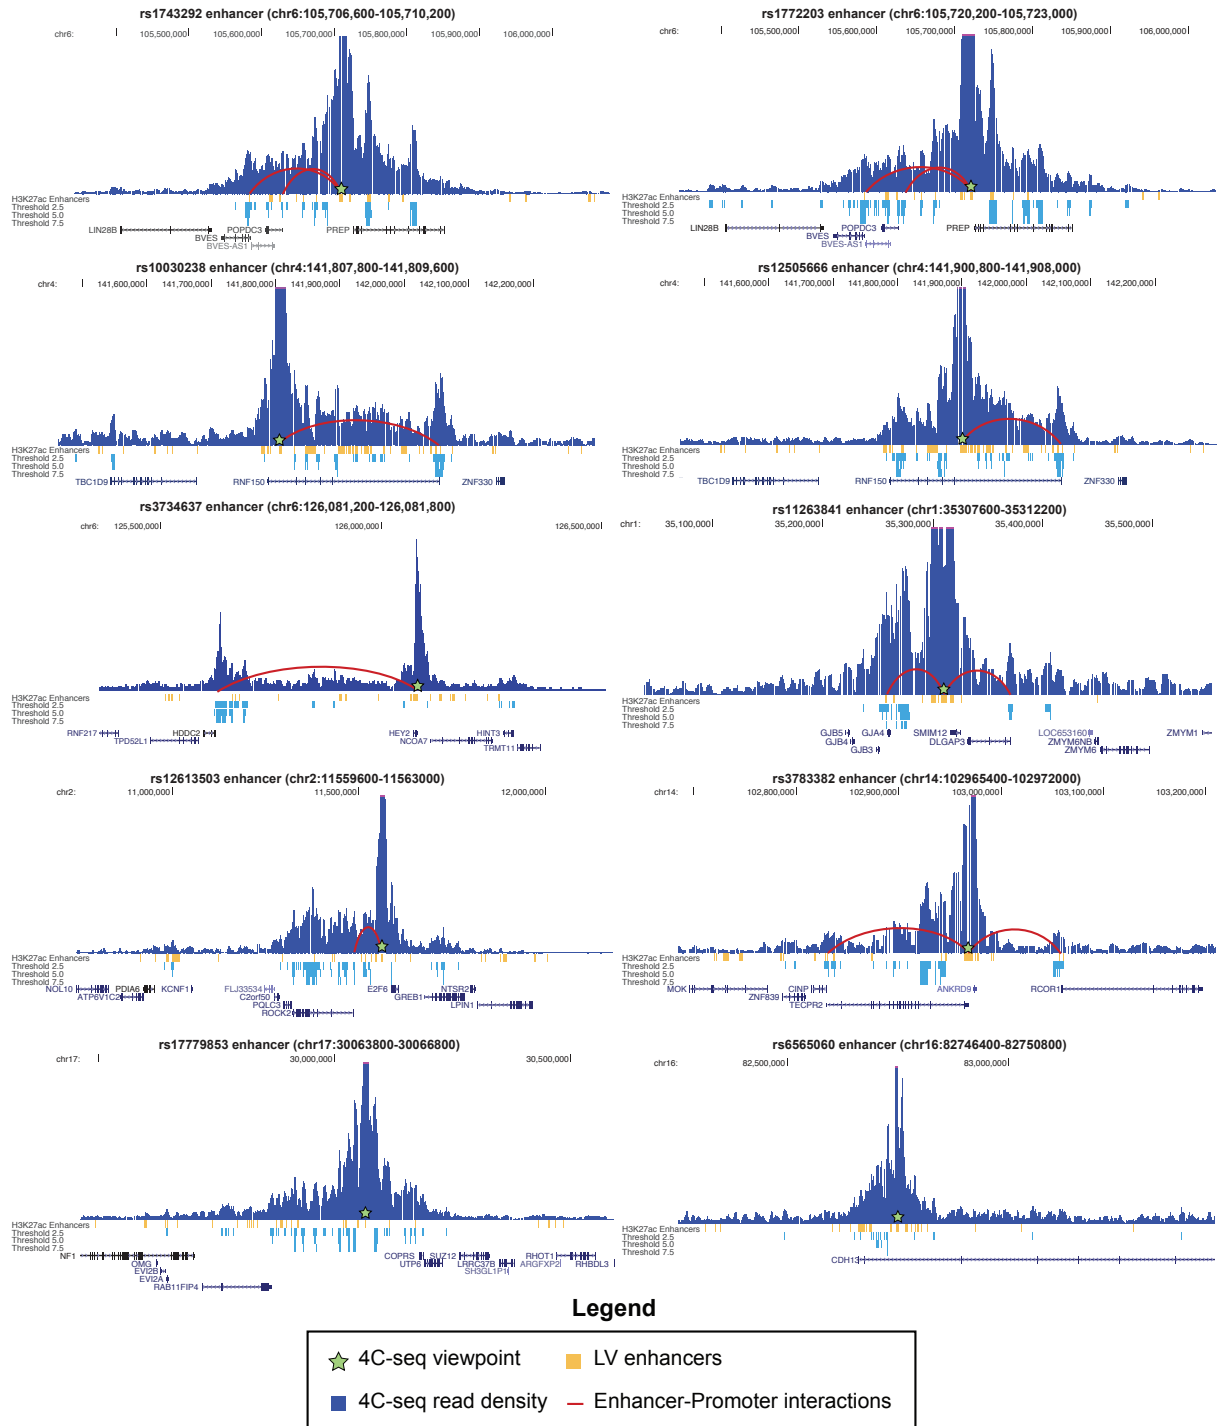 rs1743292 enhancer (chr6:105,706,600-105,710,200)
chr6: 105,500,000 105,600,000 105,700,000 105,800,000 105,900,000 106,000,000
H3K27ac Enhancers
Threshold 2.5
Threshold 5.0
Threshold 7.5
LIN28B POPDC3 PREP
BVES
BVES-AS1
rs1772203 enhancer (chr6:105,720,200-105,723,000)
chr6: 105,500,000 105,600,000 105,700,000 105,800,000 105,900,000 106,000,000
H3K27ac Enhancers
Threshold 2.5
Threshold 5.0
Threshold 7.5
LIN28B POPDC3 PREP
BVES
BVES-AS1
rs10030238 enhancer (chr4:141,807,800-141,809,600)
chr4: 141,600,000 141,700,000 141,800,000 141,900,000 142,000,000 142,100,000 142,200,000
H3K27ac Enhancers
Threshold 2.5
Threshold 5.0
Threshold 7.5
TBC1D9 RNF150 ZNF330
rs12505666 enhancer (chr4:141,900,800-141,908,000)
chr4: 141,600,000 141,700,000 141,800,000 141,900,000 142,000,000 142,100,000 142,200,000
H3K27ac Enhancers
Threshold 2.5
Threshold 5.0
Threshold 7.5
TBC1D9 RNF150 ZNF330
rs3734637 enhancer (chr6:126,081,200-126,081,800)
chr6: 125,500,000 126,000,000 126,500,000
H3K27ac Enhancers
Threshold 2.5
Threshold 5.0
Threshold 7.5
RNF217 HDDC2 HEY2 HINT3
TPD52L1 NCOA7
TRMT11
rs11263841 enhancer (chr1:35307600-35312200)
chr1: 35,100,000 35,200,000 35,300,000 35,400,000 35,500,000
H3K27ac Enhancers
Threshold 2.5
Threshold 5.0
Threshold 7.5
GJB5 GJA4 SMIM12 LOC653160 ZMYM1
GJB4 DLGAP3 ZMYM6NB
GJB3 ZMYM6
rs12613503 enhancer (chr2:11559600-11563000)
chr2: 11,000,000 11,500,000 12,000,000
H3K27ac Enhancers
Threshold 2.5
Threshold 5.0
Threshold 7.5
NOL10 PDIA6 KCNF1 FLJ33534 E2F6 NTSR2
ATP6V1C2 C2orf50 GREB1
PQLC3 LPIN1
ROCK2
rs3783382 enhancer (chr14:102965400-102972000)
chr14: 102,800,000 102,900,000 103,000,000 103,100,000 103,200,000
H3K27ac Enhancers
Threshold 2.5
Threshold 5.0
Threshold 7.5
MOK CINP ANKRD9 RCOR1
ZNF839
TECPR2
rs17779853 enhancer (chr17:30063800-30066800)
chr17: 30,000,000 30,500,000
H3K27ac Enhancers
Threshold 2.5
Threshold 5.0
Threshold 7.5
NF1 COPRS SUZ12 RHOT1
OMG UTP6 LRRC37B ARGFXP2 RHBDL3
EVI2B SH3GL1P1
EVI2A
RAB11FIP4
rs6565060 enhancer (chr16:82746400-82750800)
chr16: 82,500,000 83,000,000
H3K27ac Enhancers
Threshold 2.5
Threshold 5.0
Threshold 7.5
CDH13
Legend
4C-seq viewpoint LV enhancers
4C-seq read density Enhancer-Promoter interactions